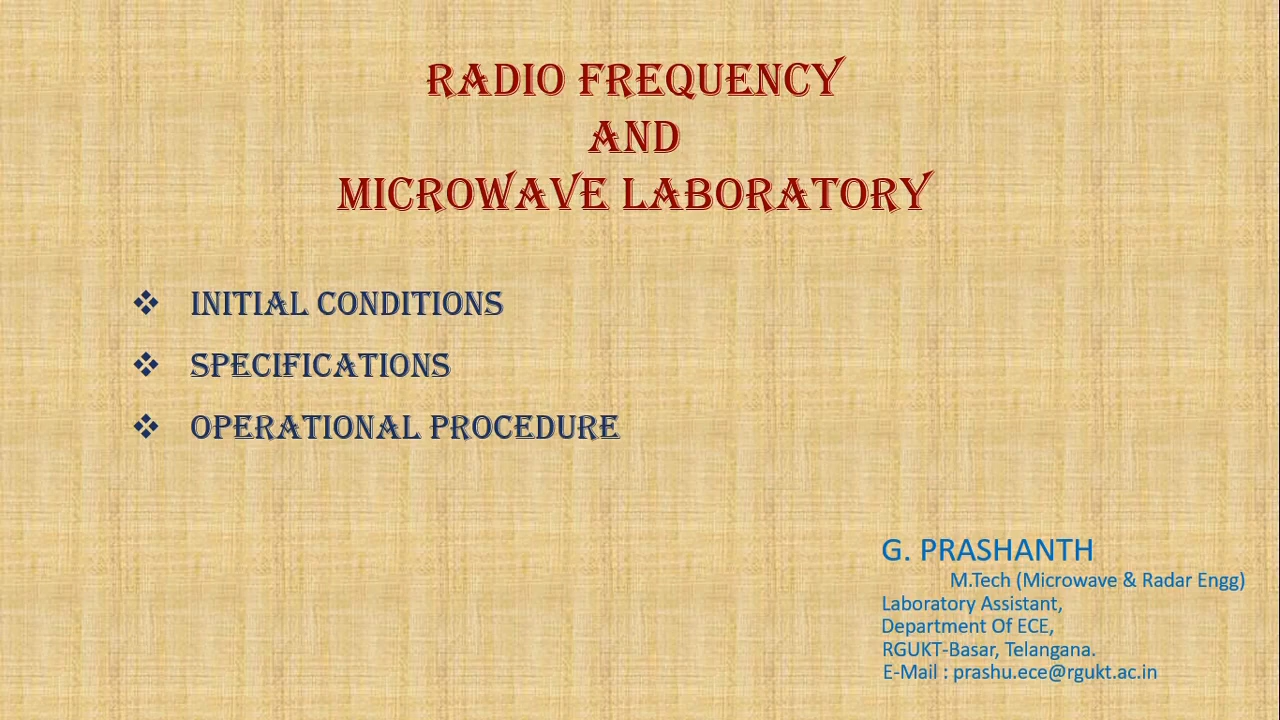 RADIO FREQUENCY
AND
MICROWAVE LABORATORY
❖ INITIAL CONDITIONS
❖ SPECIFICATIONS
❖ OPERATIONAL PROCEDURE
G. PRASHANTH
M.Tech (Microwave & Radar Engg)
Laboratory Assistant,
Department Of ECE,
RGUKT-Basar, Telangana.
E-Mail : prashu.ece@rgukt.ac.in